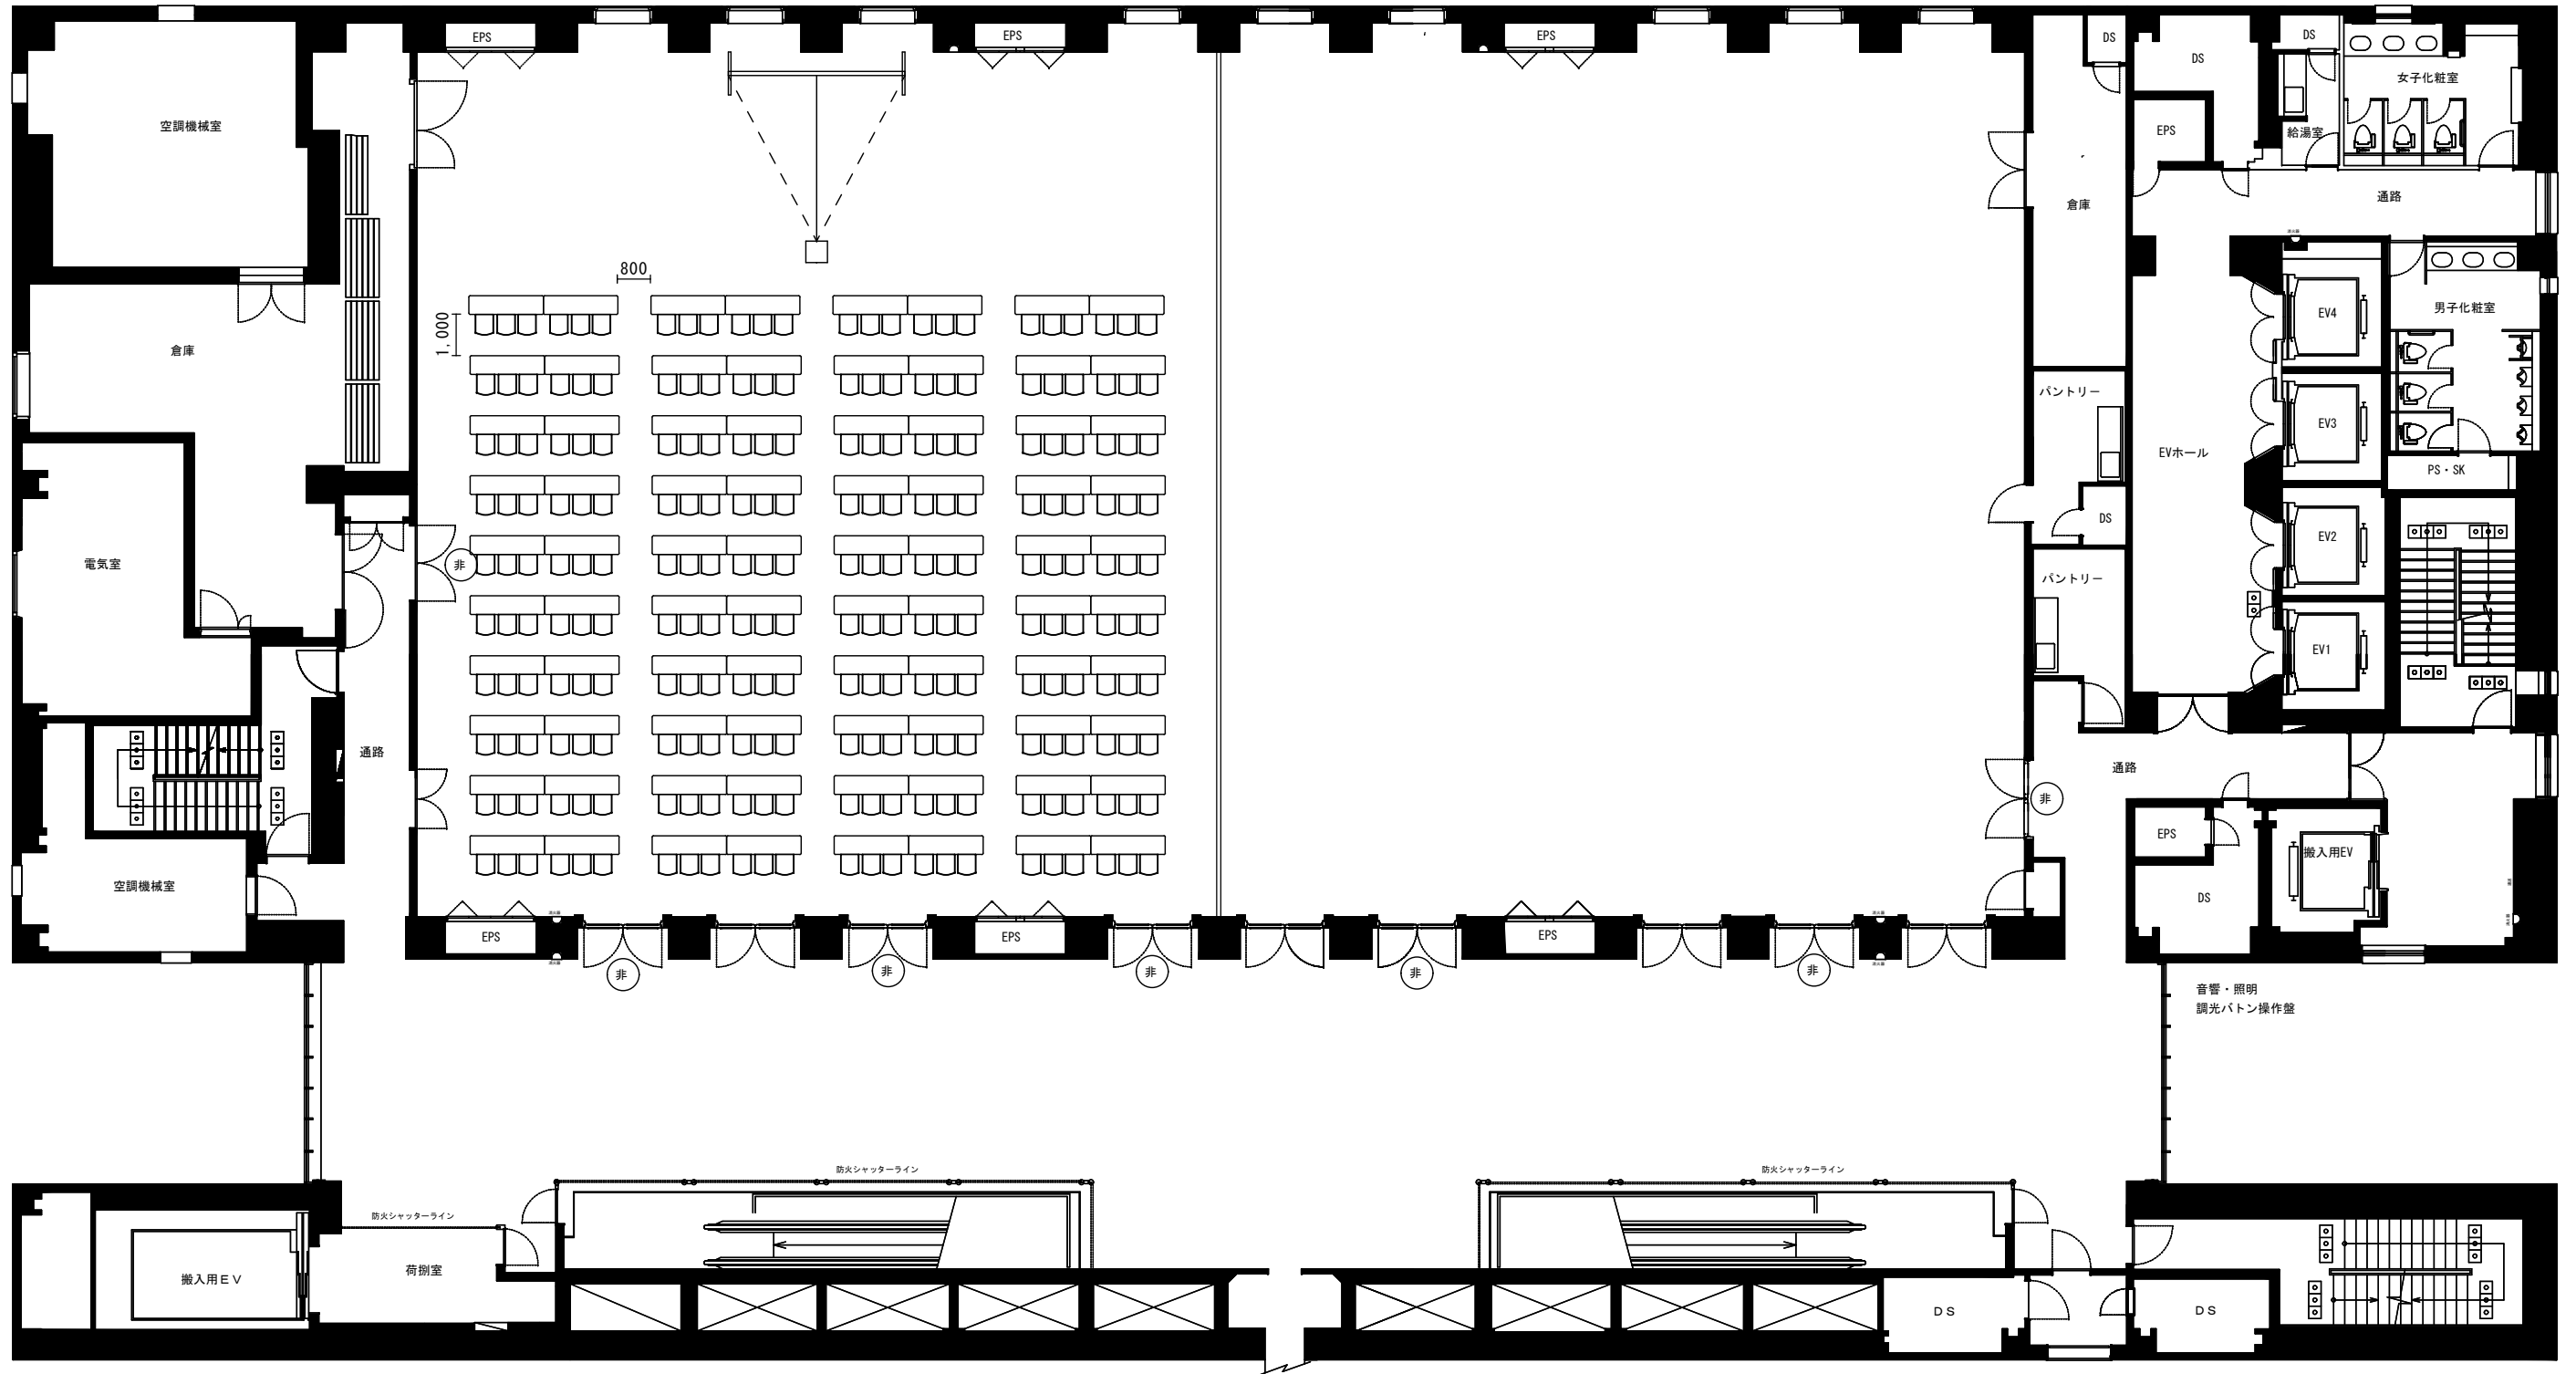 EPS
EPS
EPS
DS
DS
DS
女子化粧室
空調機械室
EPS
給湯室
通路
倉庫
800
1,000
EV4
男子化粧室
倉庫
パントリー
EV3
EVホール
PS・SK
DS
EV2
電気室
非
パントリー
EV1
通路
通路
非
EPS
搬入用EV
空調機械室
DS
EPS
EPS
EPS
非
非
非
非
非
音響・照明
調光バトン操作盤
防火シャッターライン
防火シャッターライン
防火シャッターライン
荷捌室
搬入用EV
DS
DS